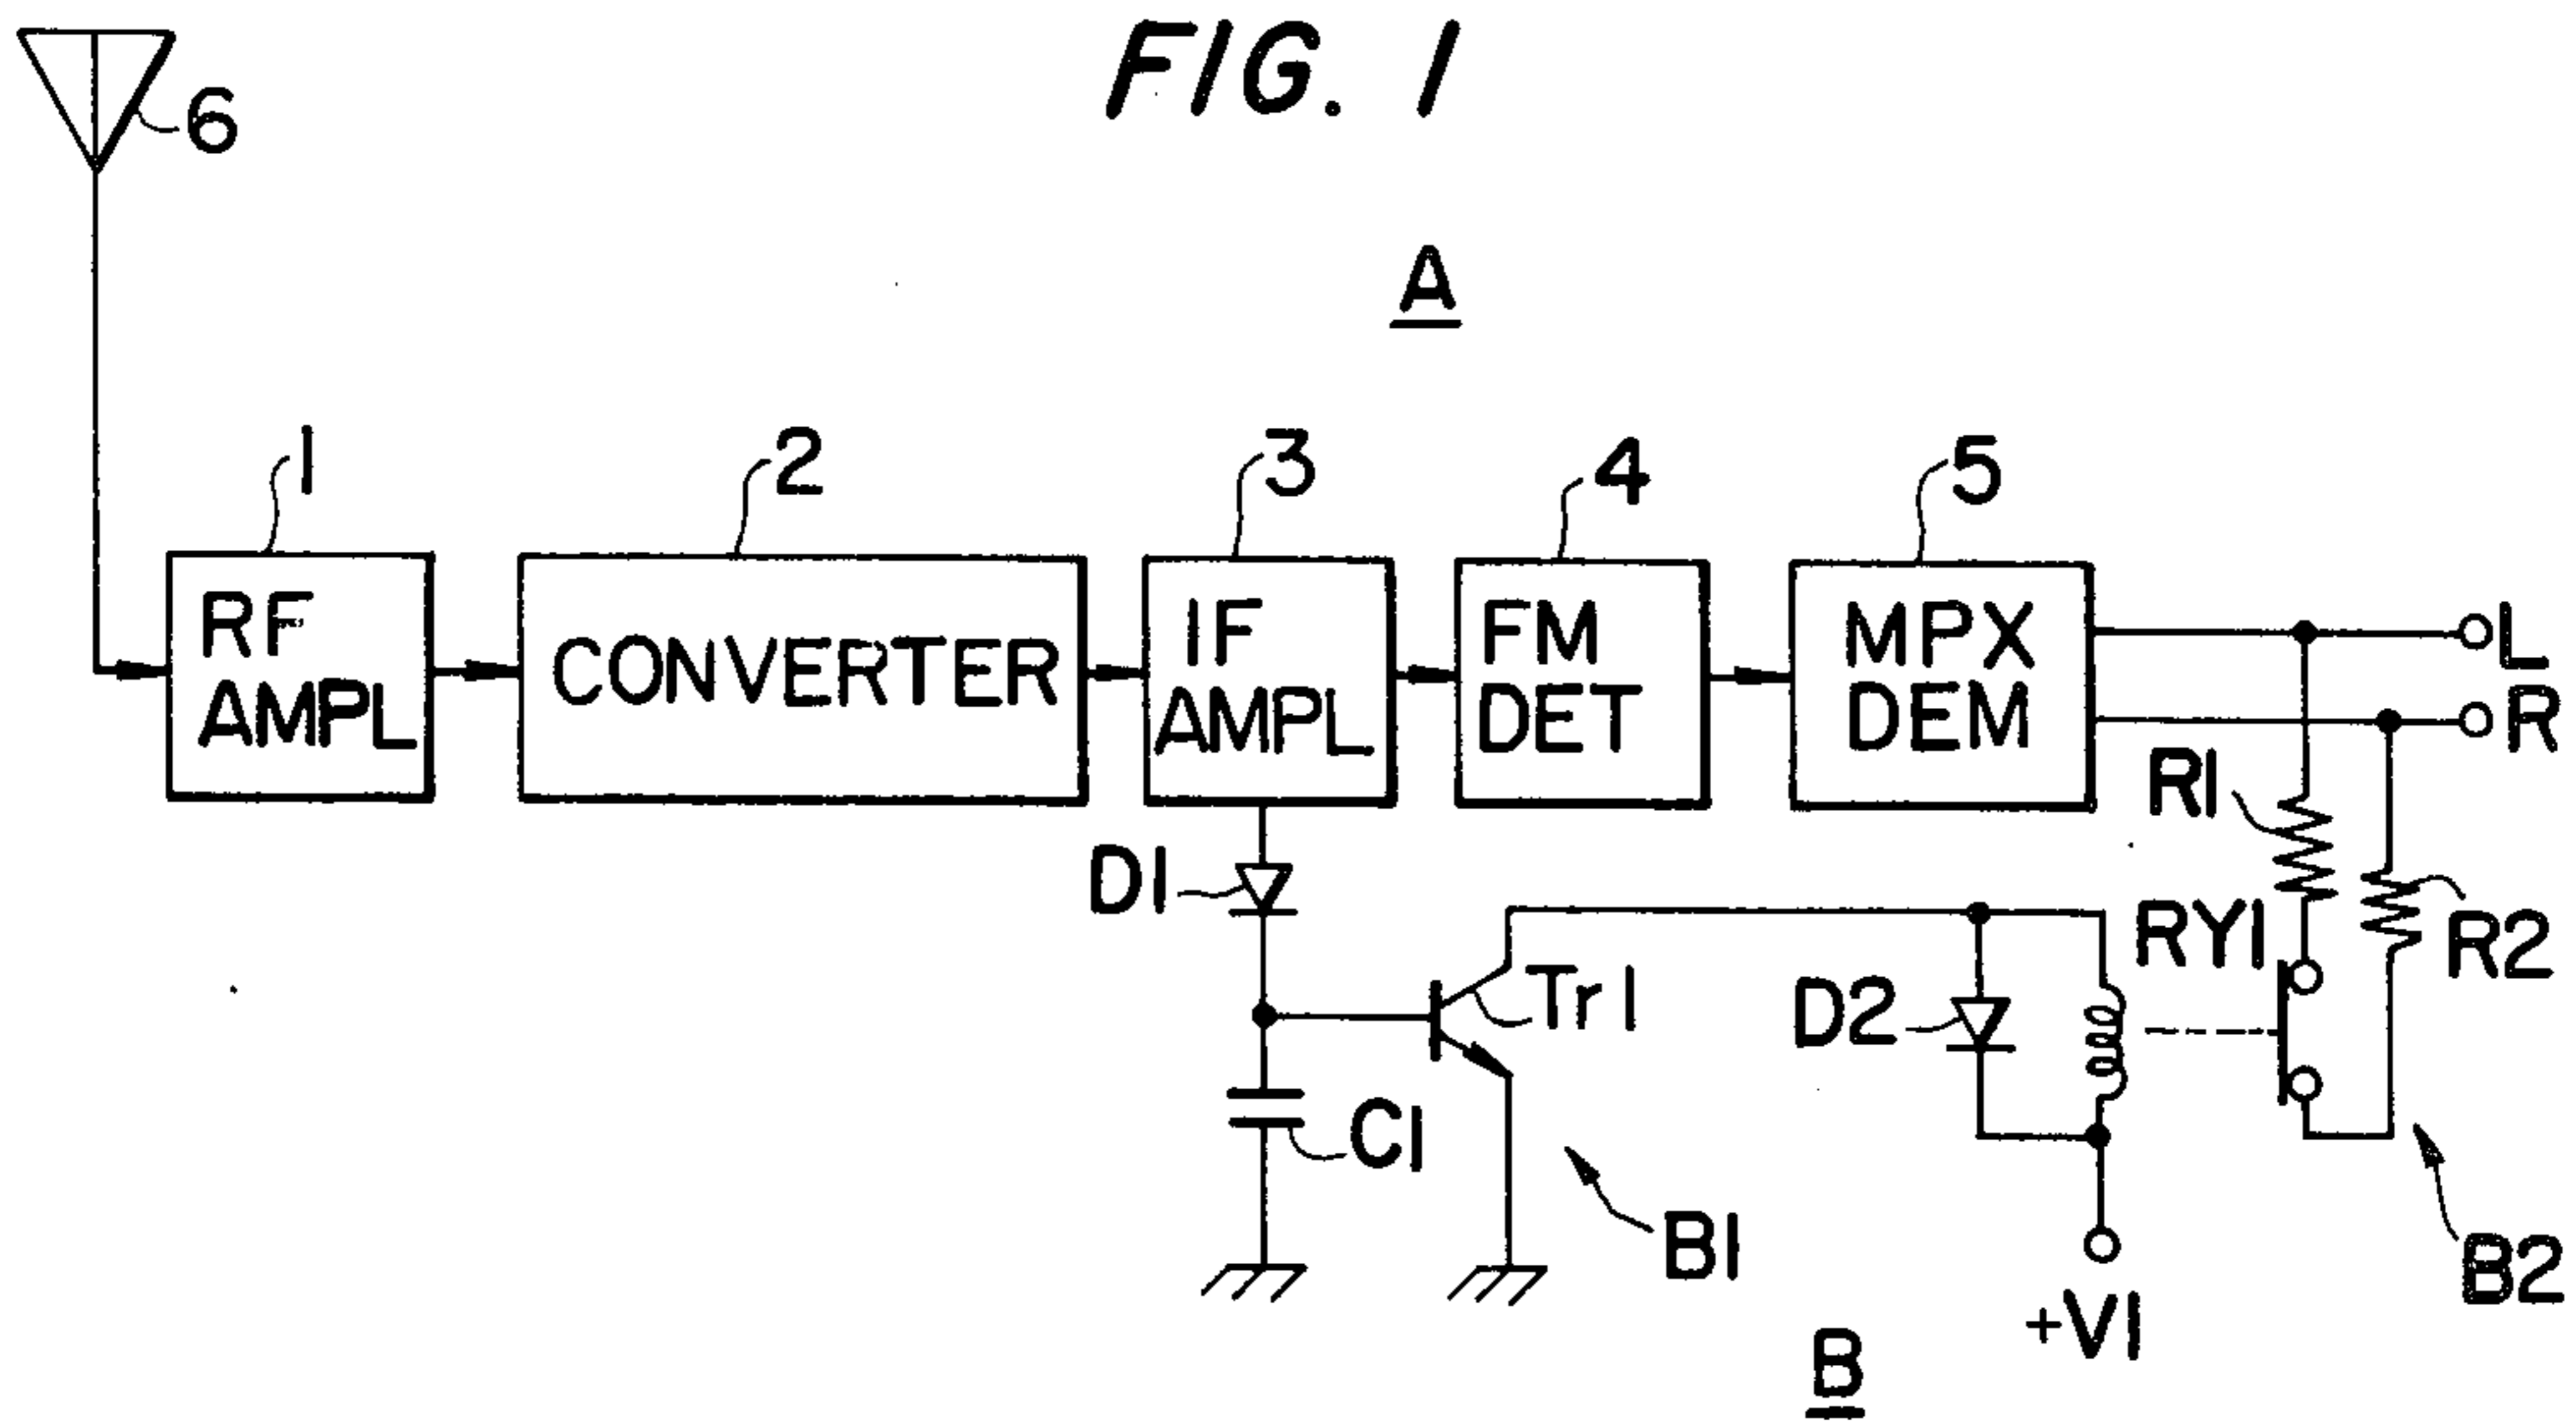 FIG. 1
6
A
1
2
3
4
5
RF
AMPL
CONVERTER
IF
AMPL
FM
DET
MPX
DEM
L
R
R1
D1
Tr1
D2
RY1
R2
C1
B1
B2
+V1
B